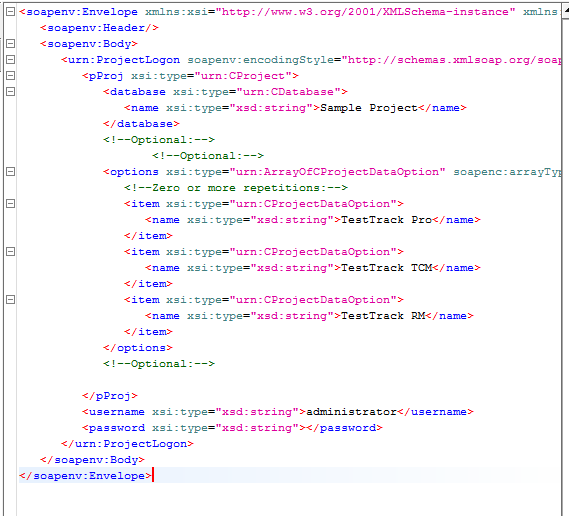 <soapenv:Envelope xmlns:xsi="http://www.w3.org/2001/XMLSchema-instance" xmlns
<soapenv:Header/>
<soapenv:Body>
<urn:ProjectLogon soapenv:encodingStyle="http://schemas.xmlsoap.org/soap
<pProj xsi:type="urn:CProject">
<database xsi:type="urn:CDatabase">
<name xsi:type="xsd:string">Sample Project</name>
</database>
<!--Optional:-->
<!--Optional:-->
<options xsi:type="urn:ArrayOfCProjectDataOption" soapenc:arrayTyp
<!--Zero or more repetitions:-->
<item xsi:type="urn:CProjectDataOption">
<name xsi:type="xsd:string">TestTrack Pro</name>
</item>
<item xsi:type="urn:CProjectDataOption">
<name xsi:type="xsd:string">TestTrack TCM</name>
</item>
<item xsi:type="urn:CProjectDataOption">
<name xsi:type="xsd:string">TestTrack RM</name>
</item>
</options>
<!--Optional:-->
</pProj>
<username xsi:type="xsd:string">administrator</username>
<password xsi:type="xsd:string"></password>
</urn:ProjectLogon>
</soapenv:Body>
</soapenv:Envelope>